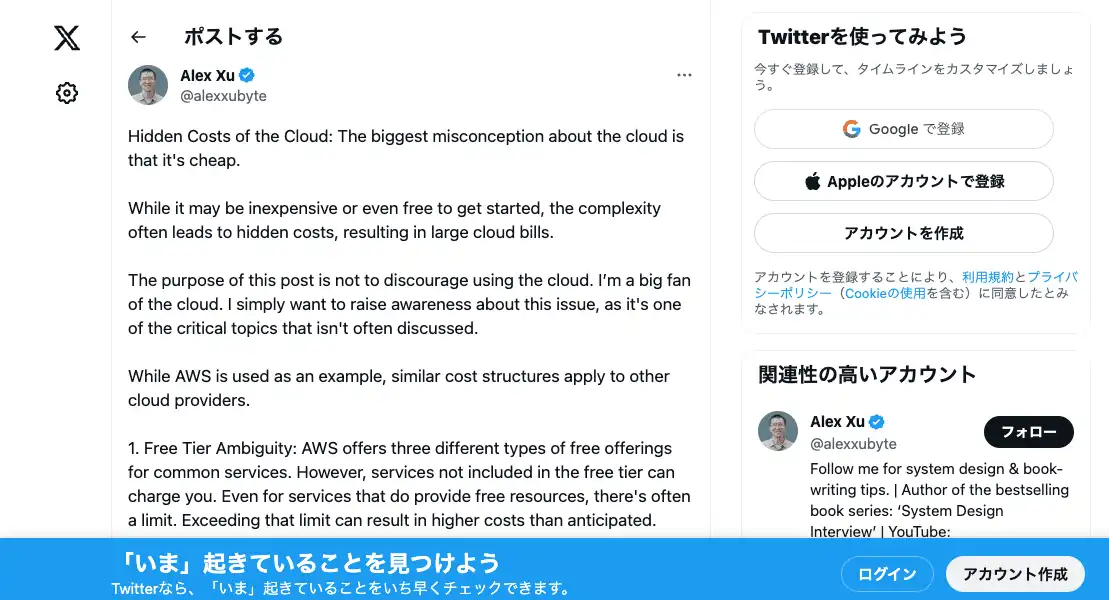 ポストする
Alex Xu
@alexxubyte
Hidden Costs of the Cloud: The biggest misconception about the cloud is
that it's cheap.
While it may be inexpensive or even free to get started, the complexity
often leads to hidden costs, resulting in large cloud bills.
The purpose of this post is not to discourage using the cloud. I’m a big fan
of the cloud. I simply want to raise awareness about this issue, as it's one
of the critical topics that isn't often discussed.
While AWS is used as an example, similar cost structures apply to other
cloud providers.
1. Free Tier Ambiguity: AWS offers three different types of free offerings
for common services. However, services not included in the free tier can
charge you. Even for services that do provide free resources, there's often
a limit. Exceeding that limit can result in higher costs than anticipated.
Twitterを使ってみよう
今すぐ登録して、タイムラインをカスタマイズしましょ
う。
Google で登録
Appleのアカウントで登録
アカウントを作成
アカウントを登録することにより、利用規約とプライバ
シーポリシー（Cookieの使用を含む）に同意したとみ
なされます。
関連性の高いアカウント
Alex Xu
@alexxubyte
フォロー
Follow me for system design & book-
writing tips. | Author of the bestselling
book series: ‘System Design
Interview’ | YouTube:
「いま」起きていることを見つけよう
Twitterなら、「いま」起きていることをいち早くチェックできます。
ログイン
アカウント作成